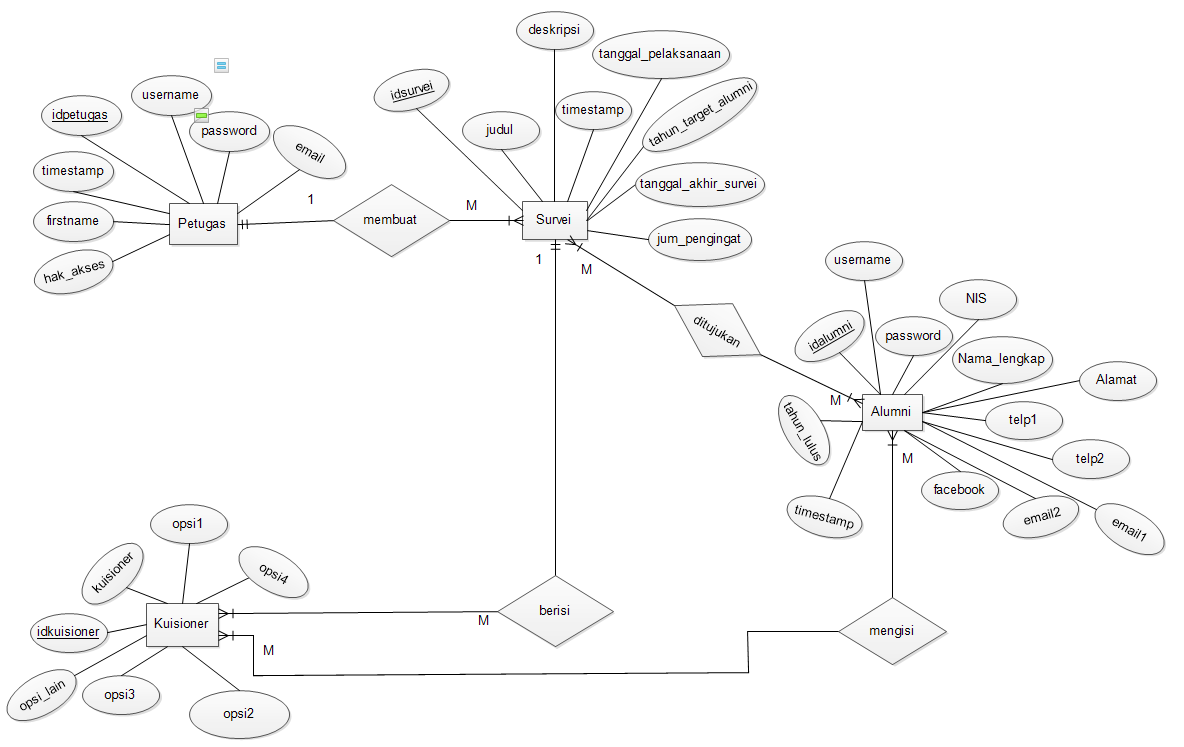 deskripsi
tanggal_pelaksanaan
idsurvei
username
timestamp
tahun_target_alumni
idpetugas
password
judul
email
timestamp
tanggal_akhir_survei
1
M
firstname
Petugas
membuat
Survei
jum_pengingat
hak_akses
1
M
username
NIS
ditujukan
idalumni
password
Nama_lengkap
Alamat
M
Alumni
tahun_lulus
telp1
M
telp2
facebook
timestamp
email2
email1
opsi1
kuisioner
opsi4
berisi
M
idkuisioner
Kuisioner
mengisi
M
opsi_lain
opsi3
opsi2